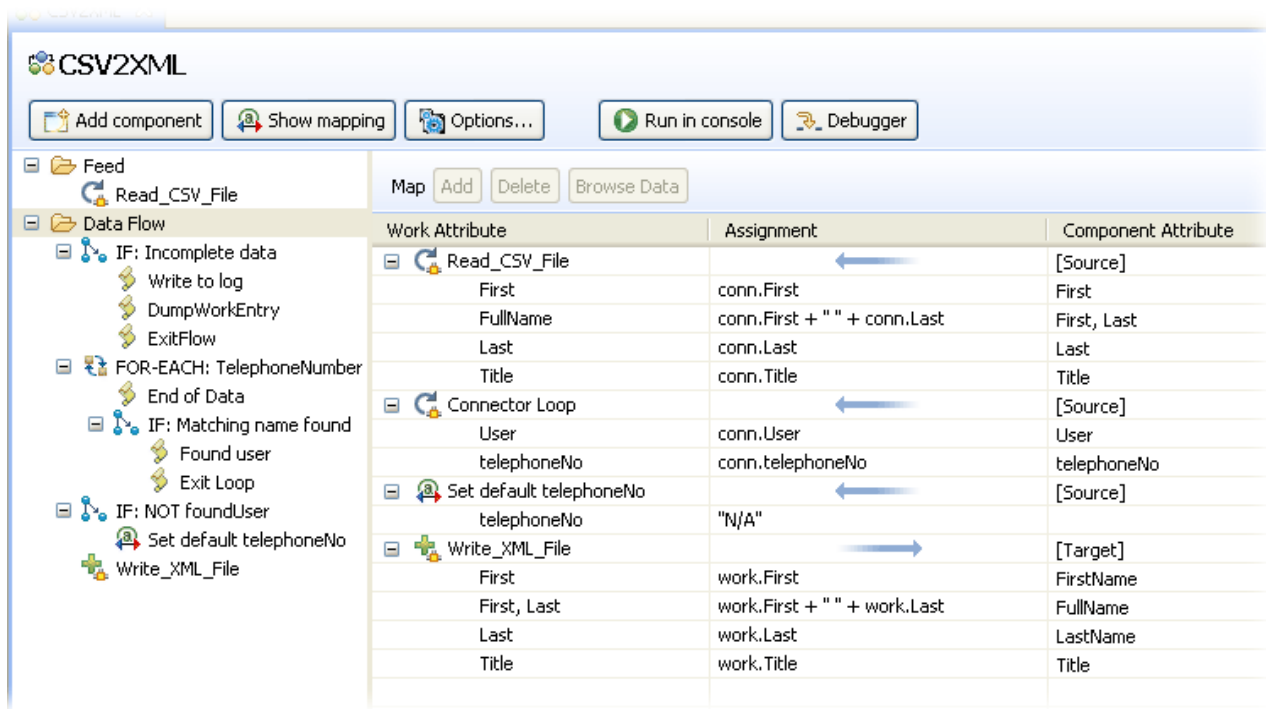 CSV2XML
Add component Show mapping Options... Run in console Debugger
Feed
Read_CSV_File
Data Flow
IF: Incomplete data
Write to log
DumpWorkEntry
ExitFlow
FOR-EACH: TelephoneNumber
End of Data
IF: Matching name found
Found user
Exit Loop
IF: NOT foundUser
Set default telephoneNo
Write_XML_File
Map Add Delete Browse Data
Work Attribute Assignment Component Attribute
Read_CSV_File [Source]
First conn.First First
FullName conn.First + " " + conn.Last First, Last
Last conn.Last Last
Title conn.Title Title
Connector Loop [Source]
User conn.User User
telephoneNo conn.telephoneNo telephoneNo
Set default telephoneNo [Source]
telephoneNo "N/A"
Write_XML_File [Target]
First work.First FirstName
First, Last work.First + " " + work.Last FullName
Last work.Last LastName
Title work.Title Title